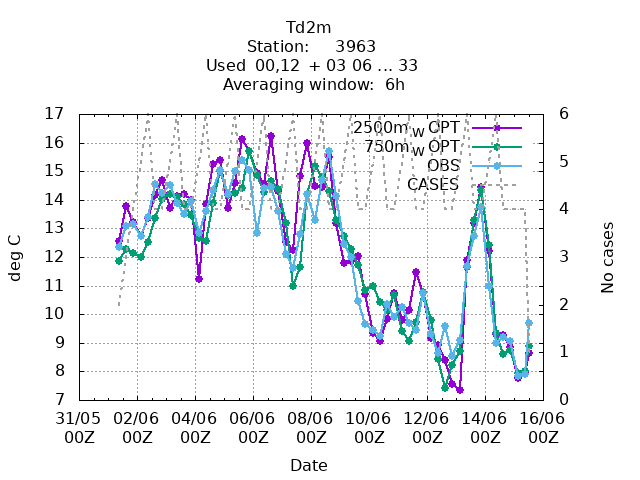 Td2m
Station: 3963
Used 00,12 + 03 06 ... 33
Averaging window: 6h
17
16
15
14
13
12
11
10
9
8
7
6
5
4
3
2
1
0
deg C
No cases
2500m_W OPT
750m_W OPT
OBS
CASES
31/05 02/06 04/06 06/06 08/06 10/06 12/06 14/06 16/06
00Z 00Z 00Z 00Z 00Z 00Z 00Z 00Z 00Z
Date